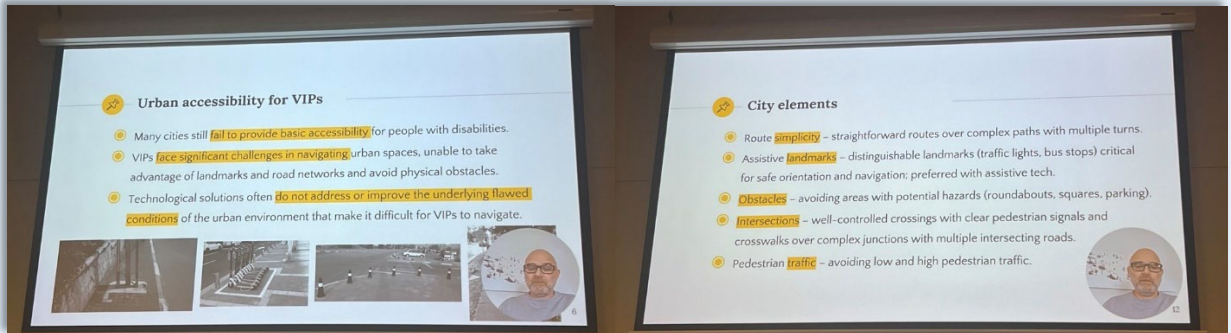 Urban accessibility for VIPs
Many cities still fail to provide basic accessibility for people with disabilities.
VIPs face significant challenges in navigating urban spaces, unable to take
advantage of landmarks and road networks and avoid physical obstacles.
Technological solutions often do not address or improve the underlying flawed
conditions of the urban environment that make it difficult for VIPs to navigate.
6
City elements
Route simplicity – straightforward routes over complex paths with multiple turns.
Assistive landmarks – distinguishable landmarks (traffic lights, bus stops) critical
for safe orientation and navigation; preferred with assistive tech.
Obstacles – avoiding areas with potential hazards (roundabouts, squares, parking).
Intersections – well-controlled crossings with clear pedestrian signals and
crosswalks over complex junctions with multiple intersecting roads.
Pedestrian traffic – avoiding low and high pedestrian traffic.
12